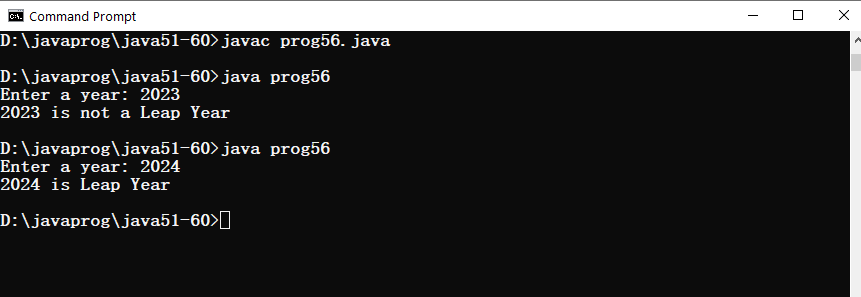 Command Prompt
D:\javaprog\java51-60>javac prog56.java
D:\javaprog\java51-60>java prog56
Enter a year: 2023
2023 is not a Leap Year
D:\javaprog\java51-60>java prog56
Enter a year: 2024
2024 is Leap Year
D:\javaprog\java51-60>